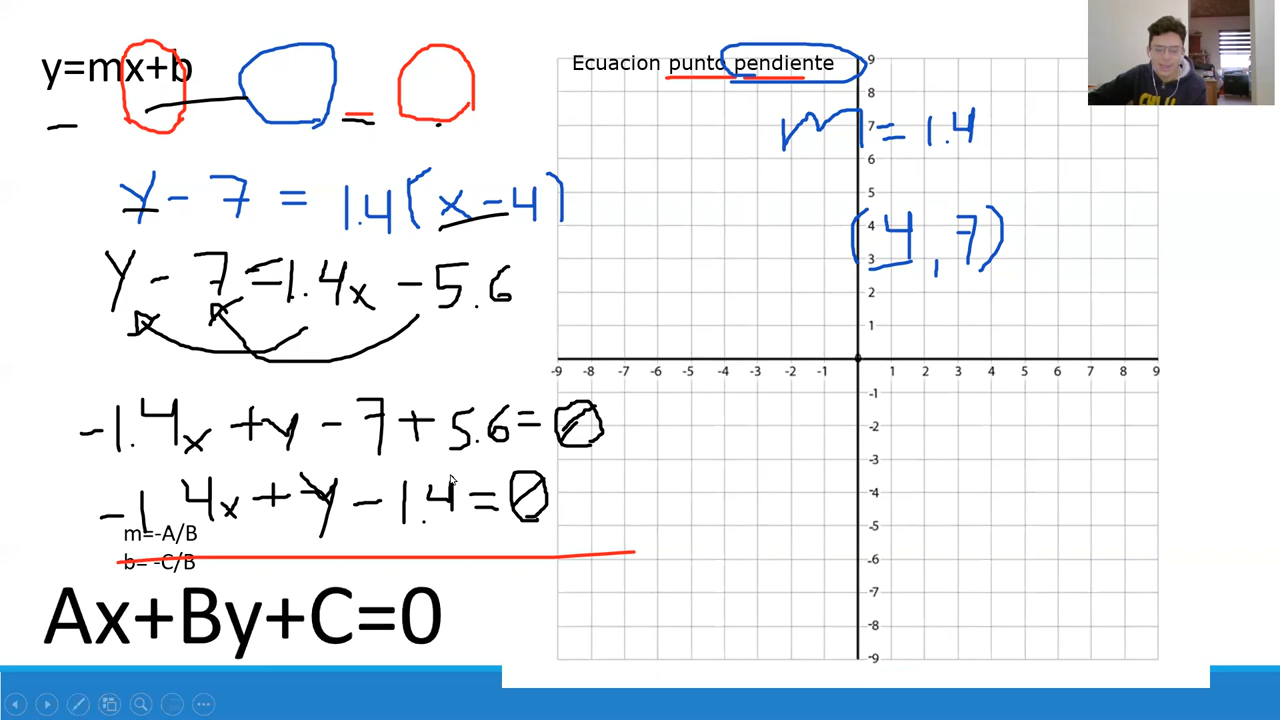 y=mx+b
=
Ecuacion punto pendiente
m = 1.4
(4, 7)
y - 7 = 1.4(x - 4)
y - 7 = 1.4x - 5.6
-1.4x + y - 7 + 5.6 = 0
-1.4x + y - 1.4 = 0
m=-A/B
b= -C/B
Ax+By+C=0
9
8
7
6
5
4
3
2
1
-9 -8 -7 -6 -5 -4 -3 -2 -1 0 1 2 3 4 5 6 7 8 9
-1
-2
-3
-4
-5
-6
-7
-8
-9